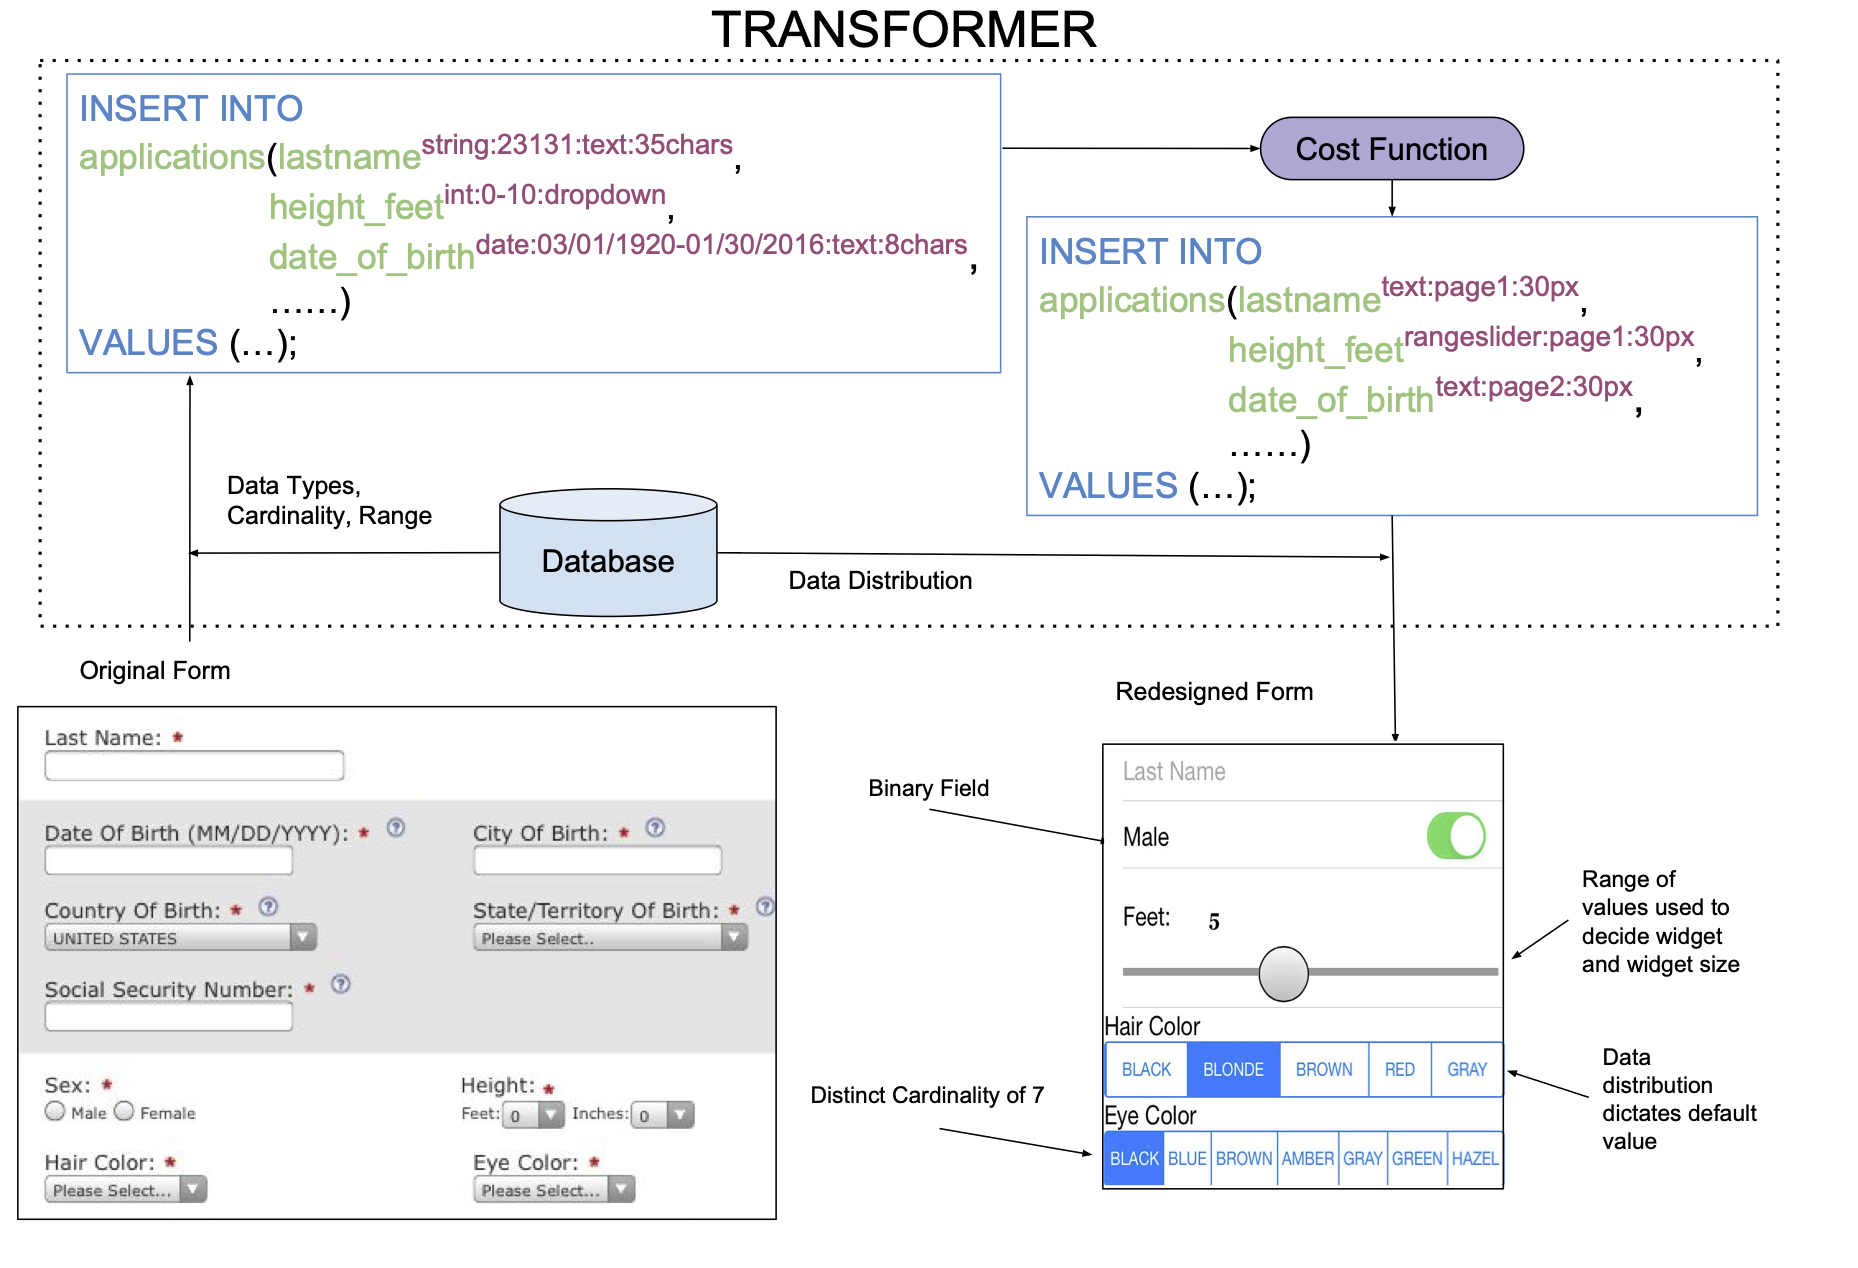 TRANSFORMER
INSERT INTO
applications(lastname^string:23131:text:35chars,
height_feet^int:0-10:dropdown,
date_of_birth^date:03/01/1920-01/30/2016:text:8chars,
......)
VALUES (...);
Cost Function
INSERT INTO
applications(lastname^text:page1:30px,
height_feet^rangeslider:page1:30px,
date_of_birth^text:page2:30px,
......)
VALUES (...);
Data Types,
Cardinality, Range
Database
Data Distribution
Original Form
Last Name: *
Date Of Birth (MM/DD/YYYY): * ?
City Of Birth: * ?
Country Of Birth: * ?
State/Territory Of Birth: * ?
UNITED STATES
Please Select..
Social Security Number: * ?
Sex: *
Height: *
Male Female
Feet: 0 Inches: 0
Hair Color: *
Eye Color: *
Please Select...
Please Select...
Redesigned Form
Last Name
Binary Field
Male
Feet: 5
Range of
values used to
decide widget
and widget size
Hair Color
BLACK BLONDE BROWN RED GRAY
Data
distribution
dictates default
value
Distinct Cardinality of 7
Eye Color
BLACK BLUE BROWN AMBER GRAY GREEN HAZEL